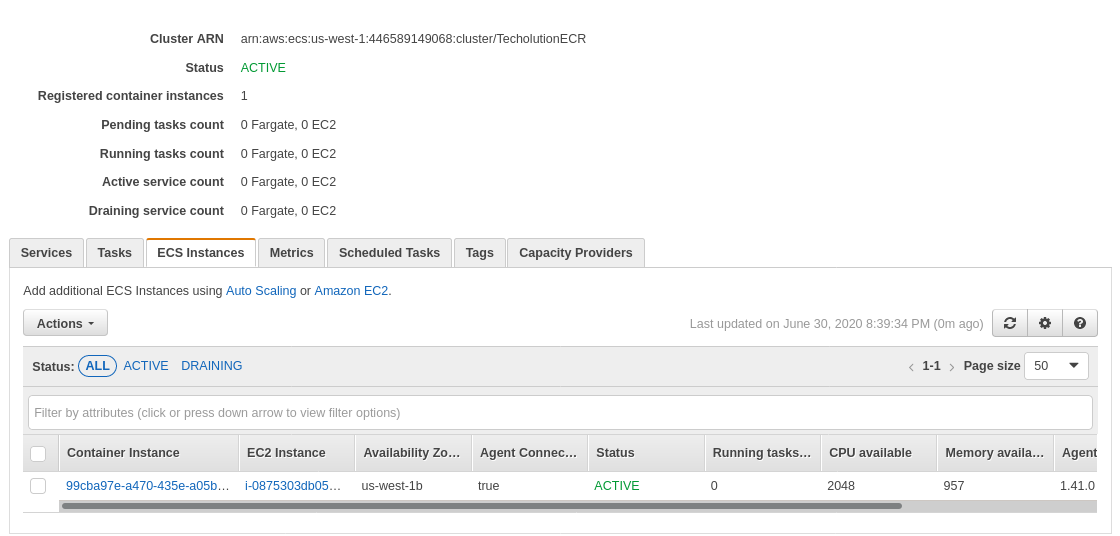 Cluster ARN arn:aws:ecs:us-west-1:446589149068:cluster/TecholutionECR
Status ACTIVE
Registered container instances 1
Pending tasks count 0 Fargate, 0 EC2
Running tasks count 0 Fargate, 0 EC2
Active service count 0 Fargate, 0 EC2
Draining service count 0 Fargate, 0 EC2
Services Tasks ECS Instances Metrics Scheduled Tasks Tags Capacity Providers
Add additional ECS Instances using Auto Scaling or Amazon EC2.
Actions Last updated on June 30, 2020 8:39:34 PM (0m ago)
Status: ALL ACTIVE DRAINING 1-1 Page size 50
Filter by attributes (click or press down arrow to view filter options)
Container Instance EC2 Instance Availability Zo... Agent Connec... Status Running tasks... CPU available Memory availa... Agent
99cba97e-a470-435e-a05b... i-0875303db05... us-west-1b true ACTIVE 0 2048 957 1.41.0